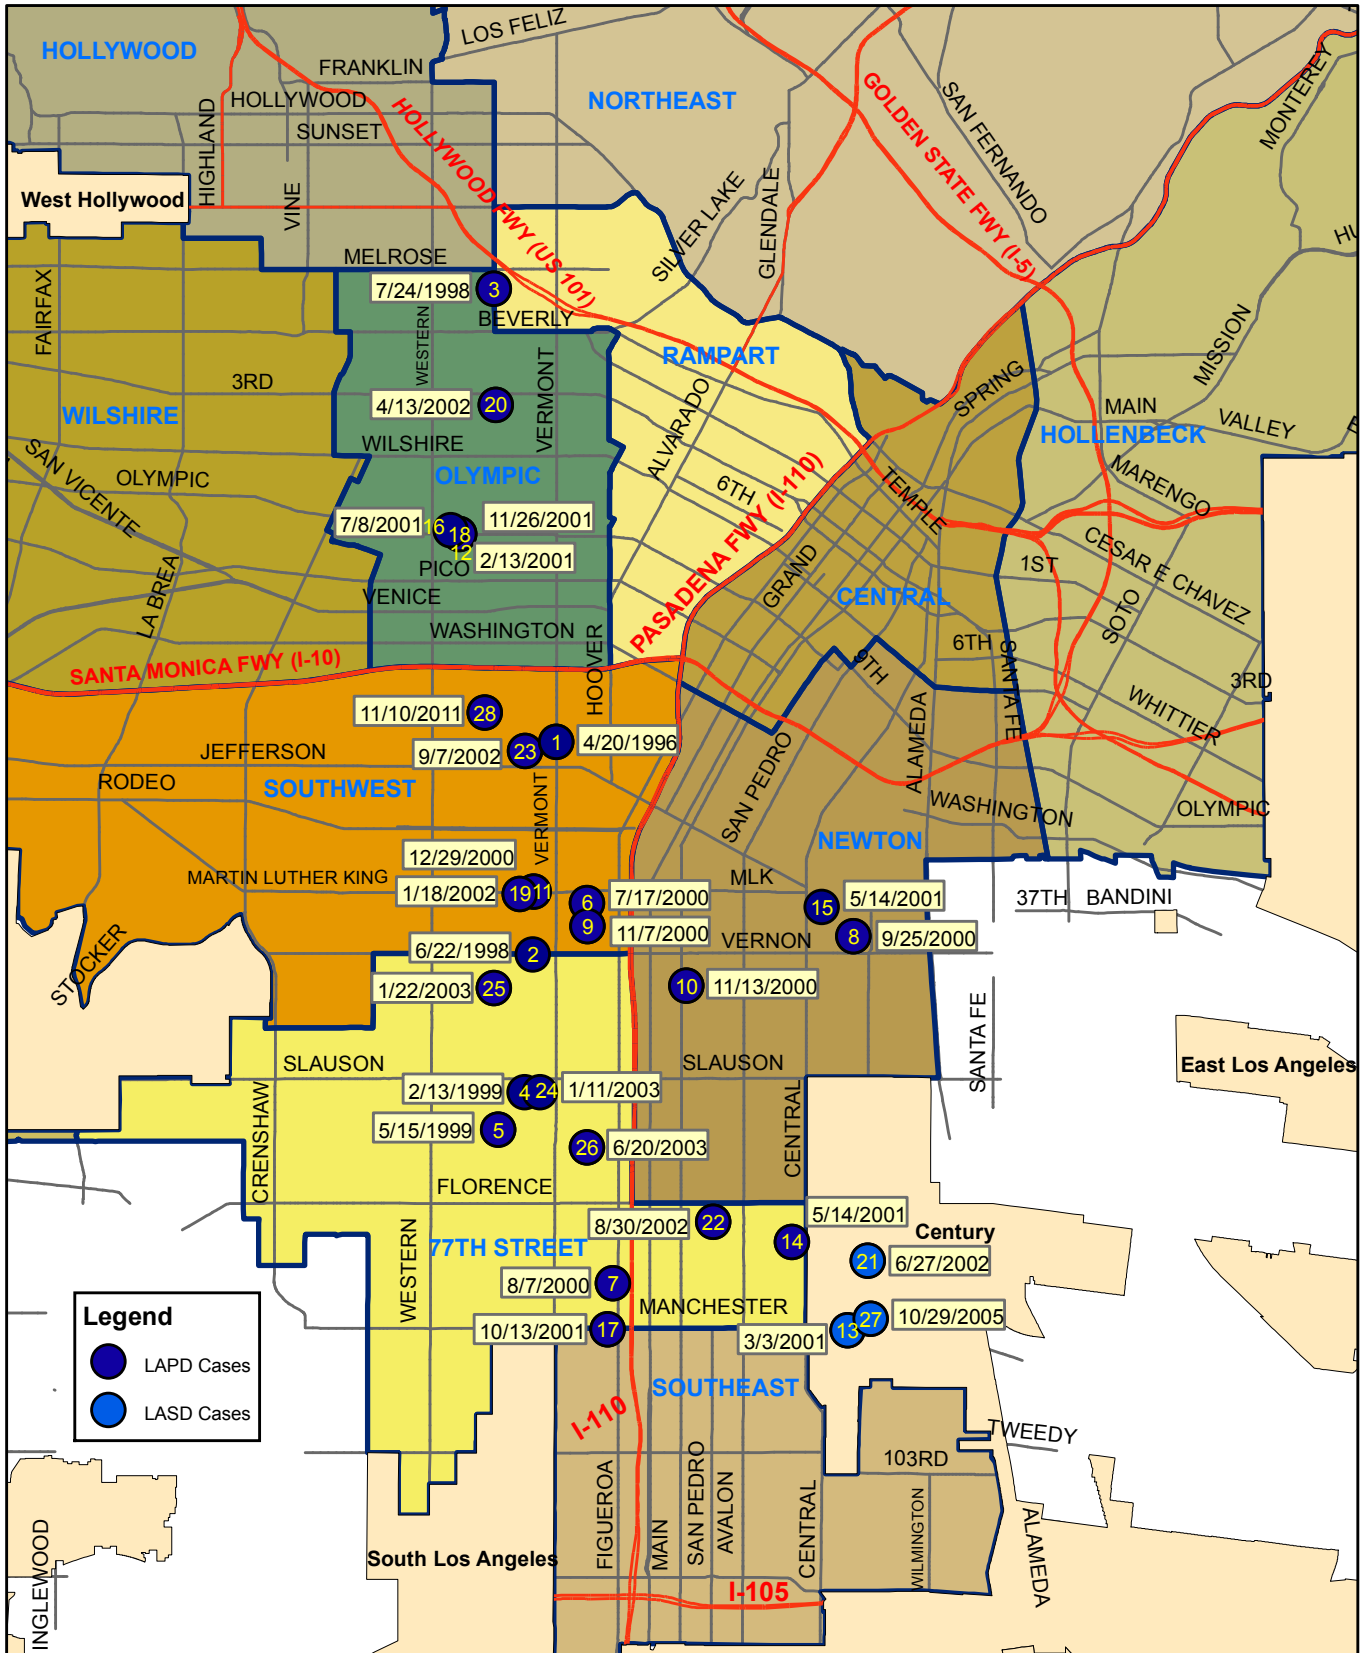 LOS FELIZ
HOLLYWOOD
FRANKLIN
NORTHEAST
HOLLYWOOD
SUNSET
HIGHLAND
VINE
HOLLYWOOD FWY (US 101)
GOLDEN STATE FWY (I-5)
SAN FERNANDO
MONTEREY
West Hollywood
SILVER LAKE
GLENDALE
MELROSE
FAIRFAX
7/24/1998
3
BEVERLY
WESTERN
VERMONT
RAMPART
MISSION
3RD
4/13/2002
20
WILSHIRE
ALVARADO
SPRING
MAIN
VALLEY
HOLLENBECK
WILSHIRE
OLYMPIC
SAN VICENTE
OLYMPIC
6TH
TEMPLE
MARENGO
PASADENA FWY (I-110)
7/8/2001
16
18
11/26/2001
12
2/13/2001
PICO
VENICE
LA BREA
GRAND
CENTRAL
1ST
CESAR E CHAVEZ
SOTO
WASHINGTON
HOOVER
6TH
9TH
SANTA FE
3RD
WHITTIER
SANTA MONICA FWY (I-10)
11/10/2011
28
ALAMEDA
JEFFERSON
9/7/2002
23
1
4/20/1996
RODEO
SOUTHWEST
SAN PEDRO
WASHINGTON
OLYMPIC
VERMONT
NEWTON
12/29/2000
MARTIN LUTHER KING
1/18/2002
19
11
6
7/17/2000
MLK
15
5/14/2001
37TH
BANDINI
9
11/7/2000
VERNON
8
9/25/2000
STOCKER
6/22/1998
2
1/22/2003
25
10
11/13/2000
SANTA FE
SLAUSON
SLAUSON
East Los Angeles
2/13/1999
4
24
1/11/2003
5/15/1999
5
26
6/20/2003
CRENSHAW
CENTRAL
FLORENCE
8/30/2002
22
5/14/2001
14
Century
21
6/27/2002
WESTERN
77TH STREET
8/7/2000
7
MANCHESTER
10/13/2001
17
3/3/2001
13
27
10/29/2005
Legend
LAPD Cases
LASD Cases
SOUTHEAST
I-110
TWEEDY
103RD
FIGUEROA
MAIN
SAN PEDRO
AVALON
CENTRAL
WILMINGTON
ALAMEDA
INGLEWOOD
South Los Angeles
I-105